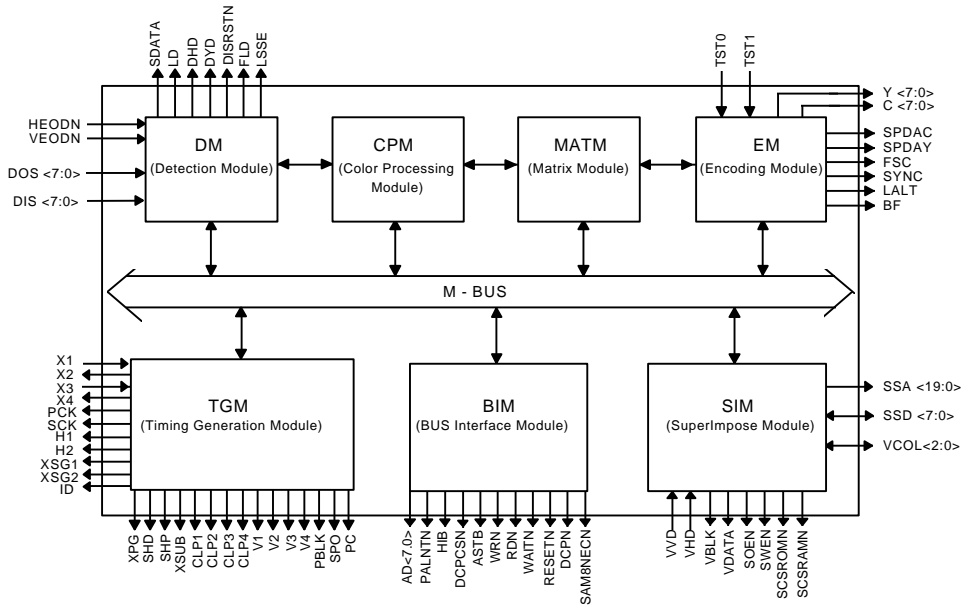 SDATA
LD
DHD
DYD
DISRSTN
FLD
LSSE
TST0
TST1
HEODN
VEODN
DOS <7:0>
DIS <7:0>
DM
(Detection Module)
CPM
(Color Processing
Module)
MATM
(Matrix Module)
EM
(Encoding Module)
Y <7:0>
C <7:0>
SPDAC
SPDAY
FSC
SYNC
LALT
BF
M - BUS
X1
X2
X3
X4
PCK
SCK
H1
H2
XSG1
XSG2
ID
TGM
(Timing Generation Module)
BIM
(BUS Interface Module)
SIM
(SuperImpose Module)
SSA <19:0>
SSD <7:0>
VCOL<2:0>
XPG
SHD
SHP
XSUB
CLP1
CLP2
CLP3
CLP4
V1
V2
V3
V4
PBLK
SPO
PC
AD<7.0>
PALNTN
HIB
DCPCSN
ASTB
WRN
RDN
WAITN
RESETN
DCPN
SAM8NECN
VVD
VHD
VBLK
VDATA
SOEN
SWEN
SCSROMN
SCSRAMN